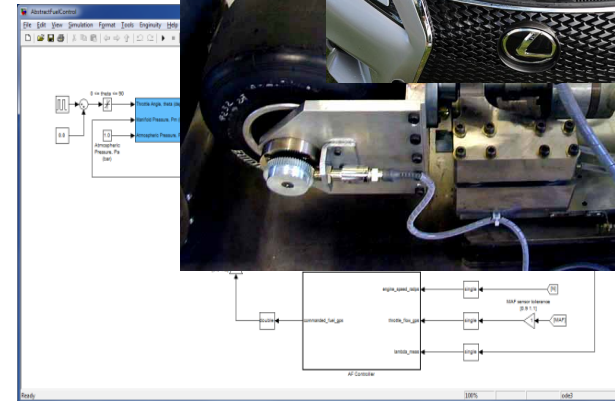 AbstractFuelControl
File Edit View Simulation Format Tools Enginuity Help
0 <= theta <= 90
Throttle Angle, theta (deg
Manifold Pressure, Pm (
0.0
1.0
Atmospheric Pressure, P
Atmospheric
Pressure, Pa
(bar)
engine_speed_radps
single
[N]
MAF sensor tolerance
[0.9 1.1]
double
commanded_fuel_gps
throttle_flow_gps
single
1
[MAF]
lambda_meas
single
AF Controller
Ready
100%
ode3